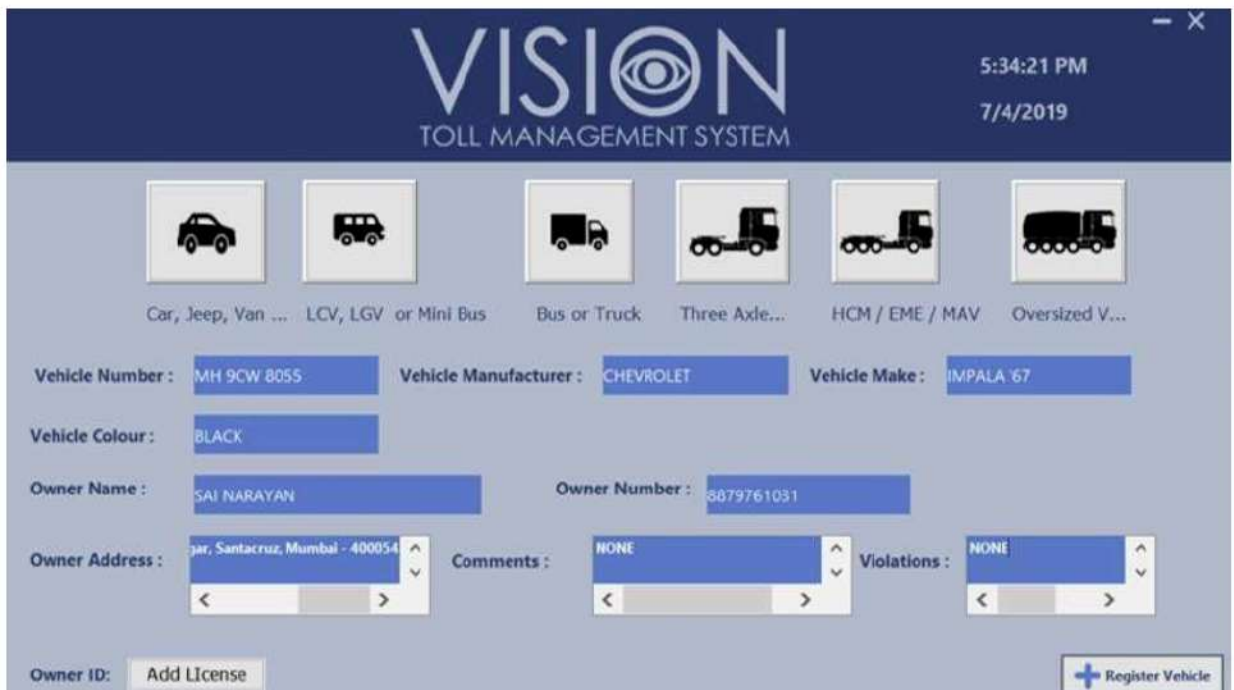 VISION
TOLL MANAGEMENT SYSTEM
5:34:21 PM
7/4/2019
Car, Jeep, Van ...
LCV, LGV or Mini Bus
Bus or Truck
Three Axle...
HCM / EME / MAV
Oversized V...
Vehicle Number : MH 9CW 8055
Vehicle Manufacturer : CHEVROLET
Vehicle Make : IMPALA '67
Vehicle Colour : BLACK
Owner Name : SAI NARAYAN
Owner Number : 8879761031
Owner Address : gar, Santacruz, Mumbai - 400054
Comments : NONE
Violations : NONE
Owner ID: Add LIcense
Register Vehicle